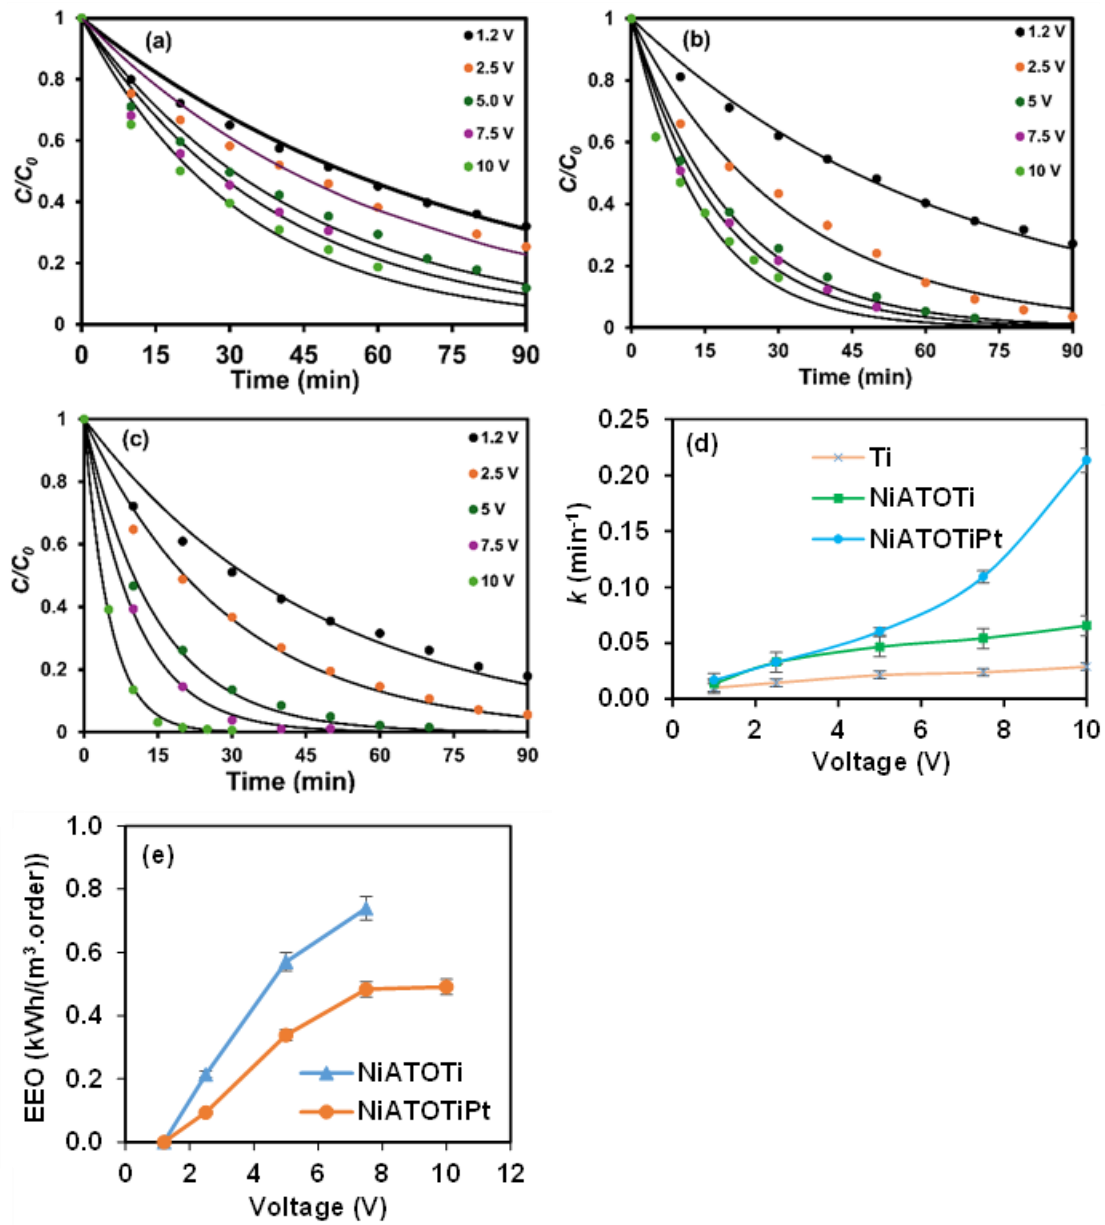 (a)
1.2 V
2.5 V
5.0 V
7.5 V
10 V
1
0.8
0.6
0.4
0.2
0
C/C₀
0 15 30 45 60 75 90
Time (min)
(b)
1.2 V
2.5 V
5 V
7.5 V
10 V
1
0.8
0.6
0.4
0.2
0
C/C₀
0 15 30 45 60 75 90
Time (min)
(c)
1.2 V
2.5 V
5 V
7.5 V
10 V
1
0.8
0.6
0.4
0.2
0
C/C₀
0 15 30 45 60 75 90
Time (min)
(d)
Ti
NiATOTi
NiATOTiPt
0.25
0.20
0.15
0.10
0.05
0.00
k (min⁻¹)
0 2 4 6 8 10
Voltage (V)
(e)
1.0
0.8
0.6
0.4
0.2
0.0
EEO (kWh/(m³.order))
NiATOTi
NiATOTiPt
0 2 4 6 8 10 12
Voltage (V)